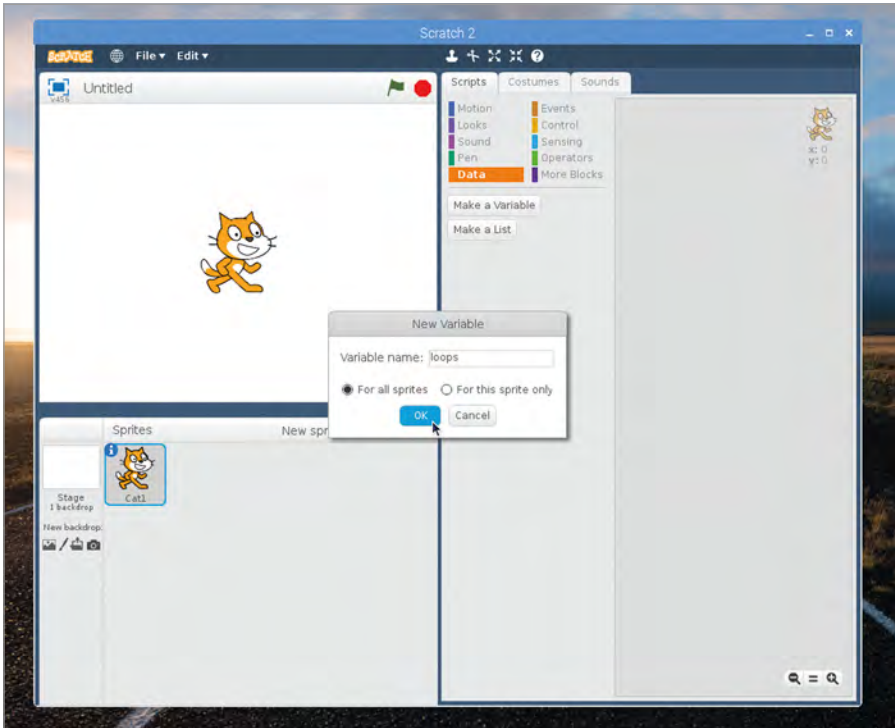 Scratch 2
SCRATCH File Edit
Untitled
v456
Scripts Costumes Sounds
Motion Events
Looks Control
Sound Sensing
Pen Operators
Data More Blocks
Make a Variable
Make a List
x: 0
y: 0
New Variable
Variable name: loops
For all sprites For this sprite only
OK Cancel
Sprites New spr
Stage
1 backdrop
Cat1
New backdrop: